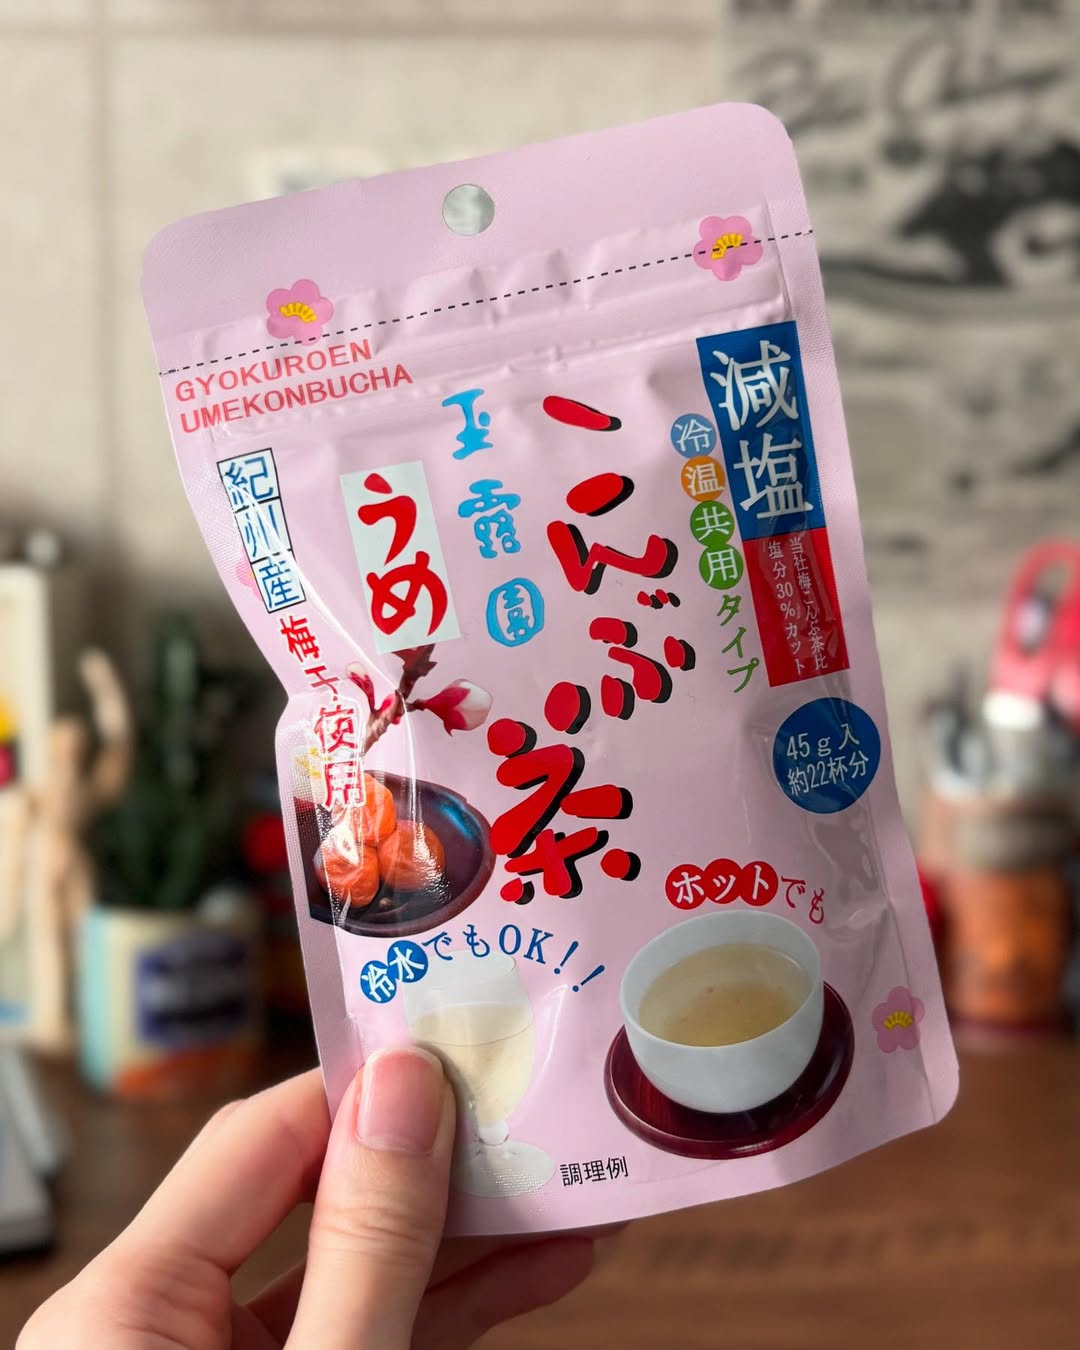 GYOKUROEN
UMEKONBUCHA
減塩
当社梅こんぶ茶比
塩分30%カット
冷温共用タイプ
こんぶ茶
玉露園
うめ
紀州産
梅干使用
45g入
約22杯分
ホットでも
冷水でもOK!!
調理例